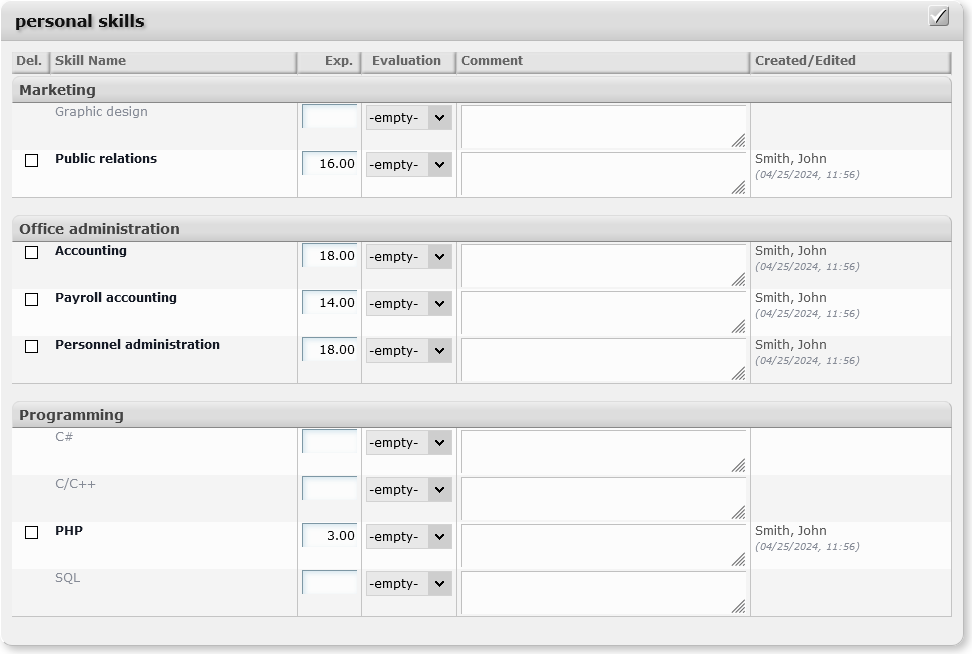 personal skills
Del. Skill Name Exp. Evaluation Comment Created/Edited
Marketing
Graphic design -empty-
Public relations 16.00 -empty- Smith, John
(04/25/2024, 11:56)
Office administration
Accounting 18.00 -empty- Smith, John
(04/25/2024, 11:56)
Payroll accounting 14.00 -empty- Smith, John
(04/25/2024, 11:56)
Personnel administration 18.00 -empty- Smith, John
(04/25/2024, 11:56)
Programming
C# -empty-
C/C++ -empty-
PHP 3.00 -empty- Smith, John
(04/25/2024, 11:56)
SQL -empty-